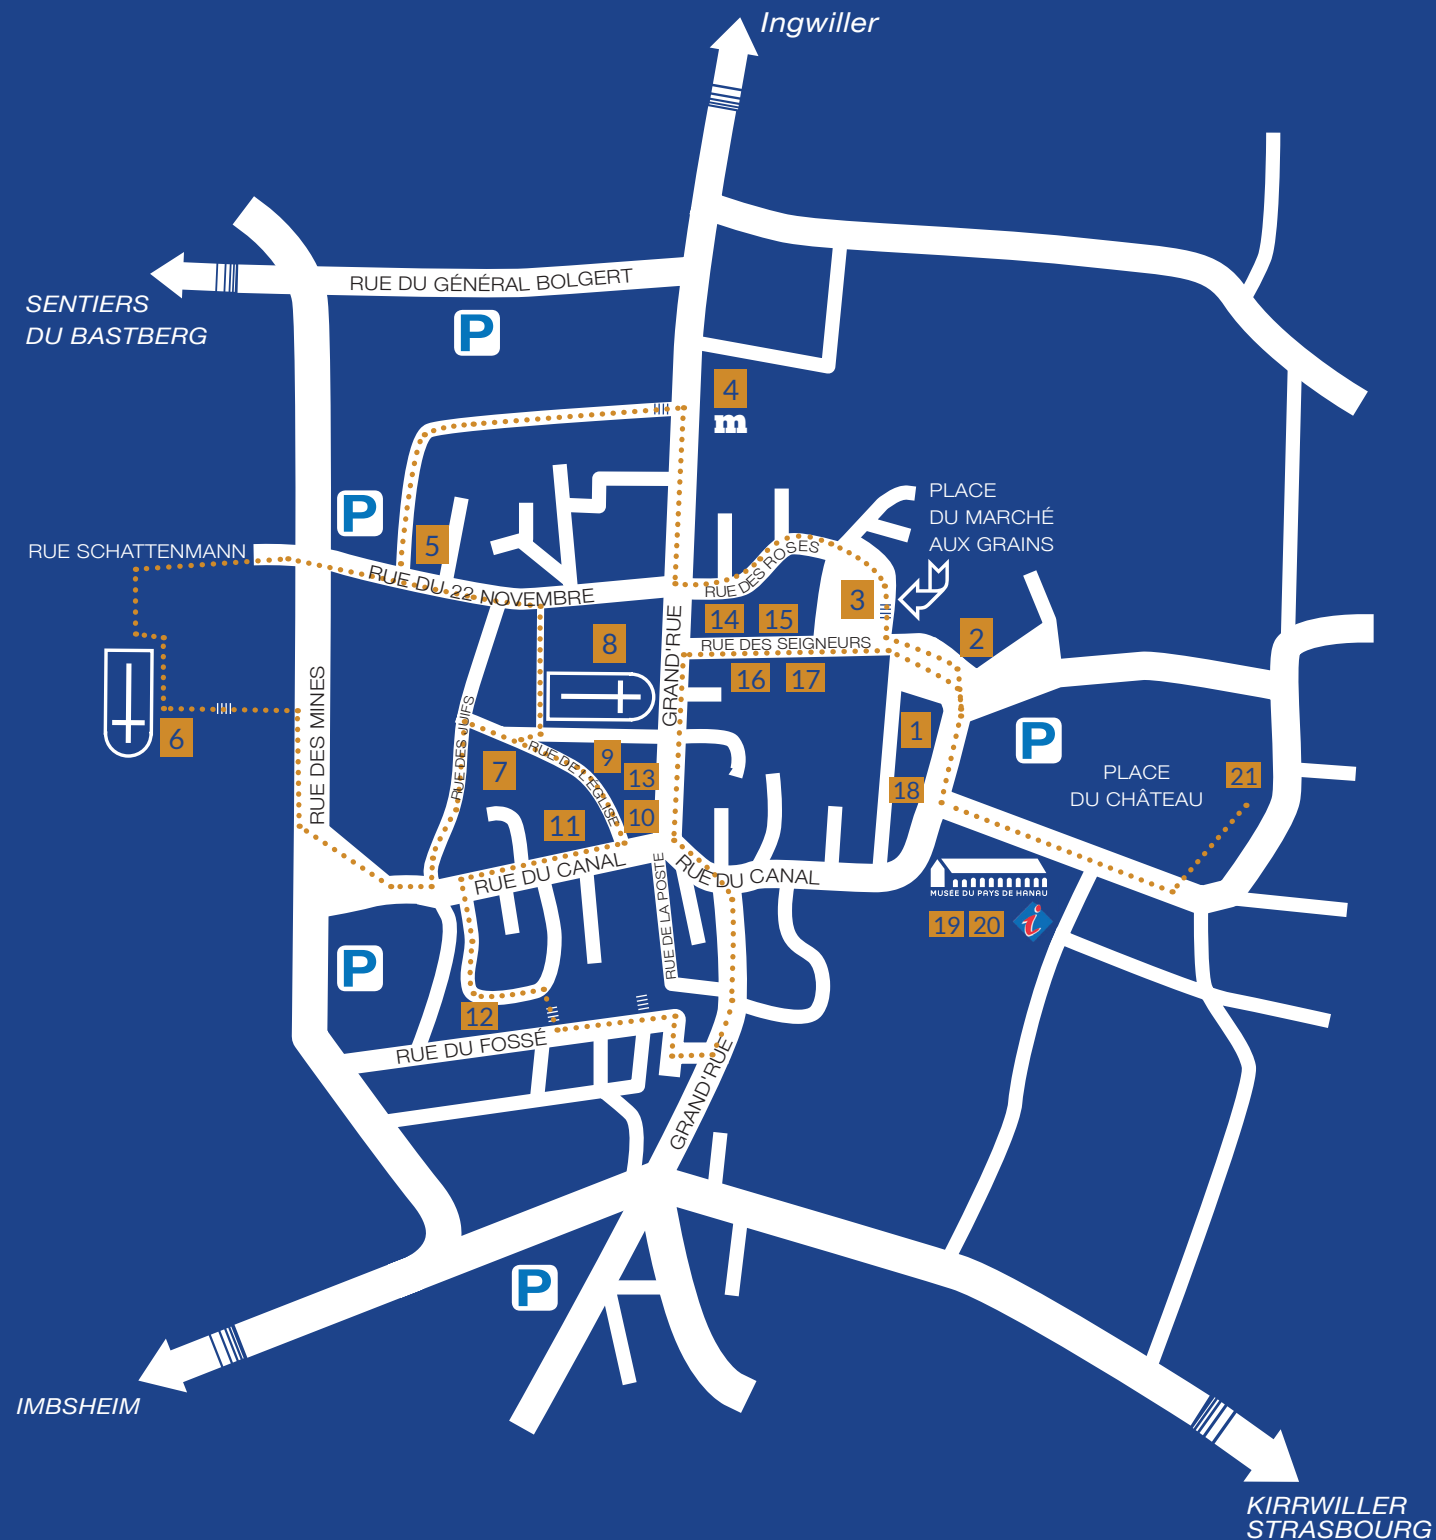 Ingwiller
RUE DU GÉNÉRAL BOLGERT
SENTIERS
DU BASTBERG
P
4
m
P
PLACE
DU MARCHÉ
AUX GRAINS
5
RUE SCHATTENMANN
RUE DU 22 NOVEMBRE
RUE DES ROSES
3
14
15
2
8
RUE DES SEIGNEURS
GRAND'RUE
16
17
RUE DES MINES
6
RUE DES JUIFS
1
P
7
RUE DE L'ÉGLISE
9
13
18
PLACE
DU CHÂTEAU
21
11
10
RUE DU CANAL
RUE DU CANAL
RUE DE LA POSTE
MUSÉE DU PAYS DE HANAU
19
20
i
P
12
RUE DU FOSSÉ
GRAND'RUE
P
IMBSHEIM
KIRRWILLER
STRASBOURG